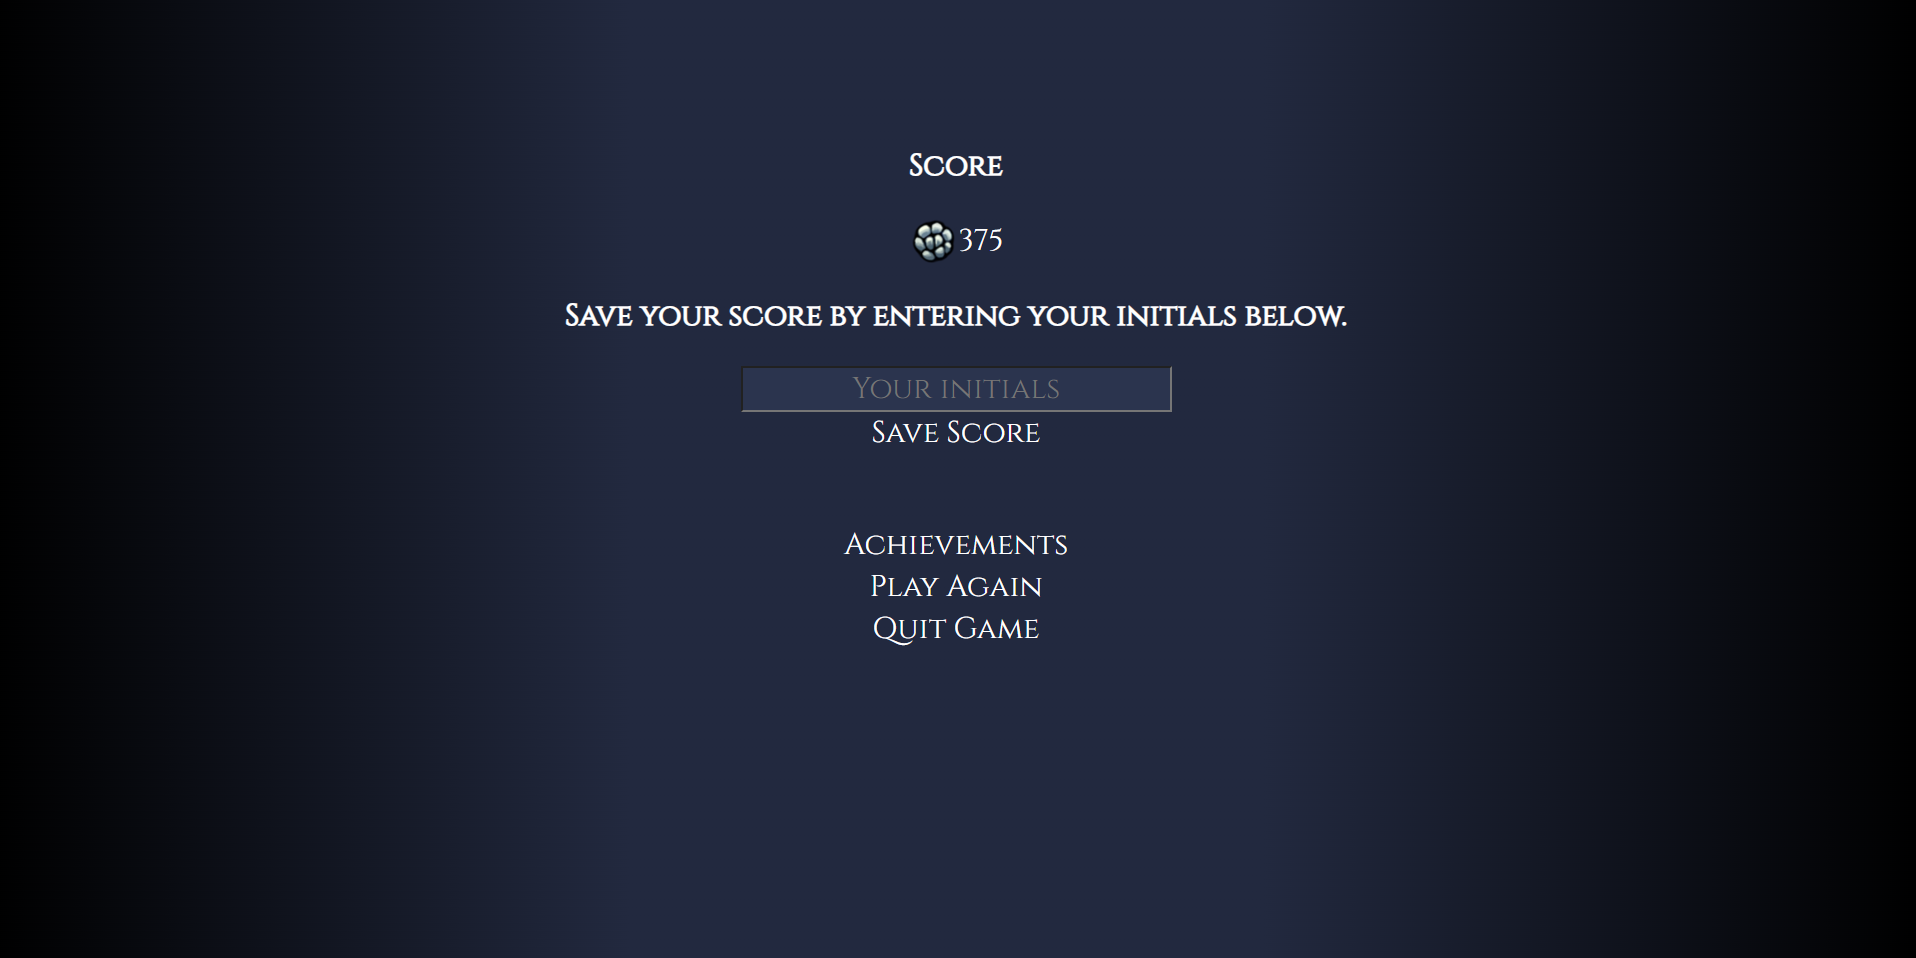 Score
375
Save your score by entering your initials below.
Your initials
Save Score
Achievements
Play Again
Quit Game